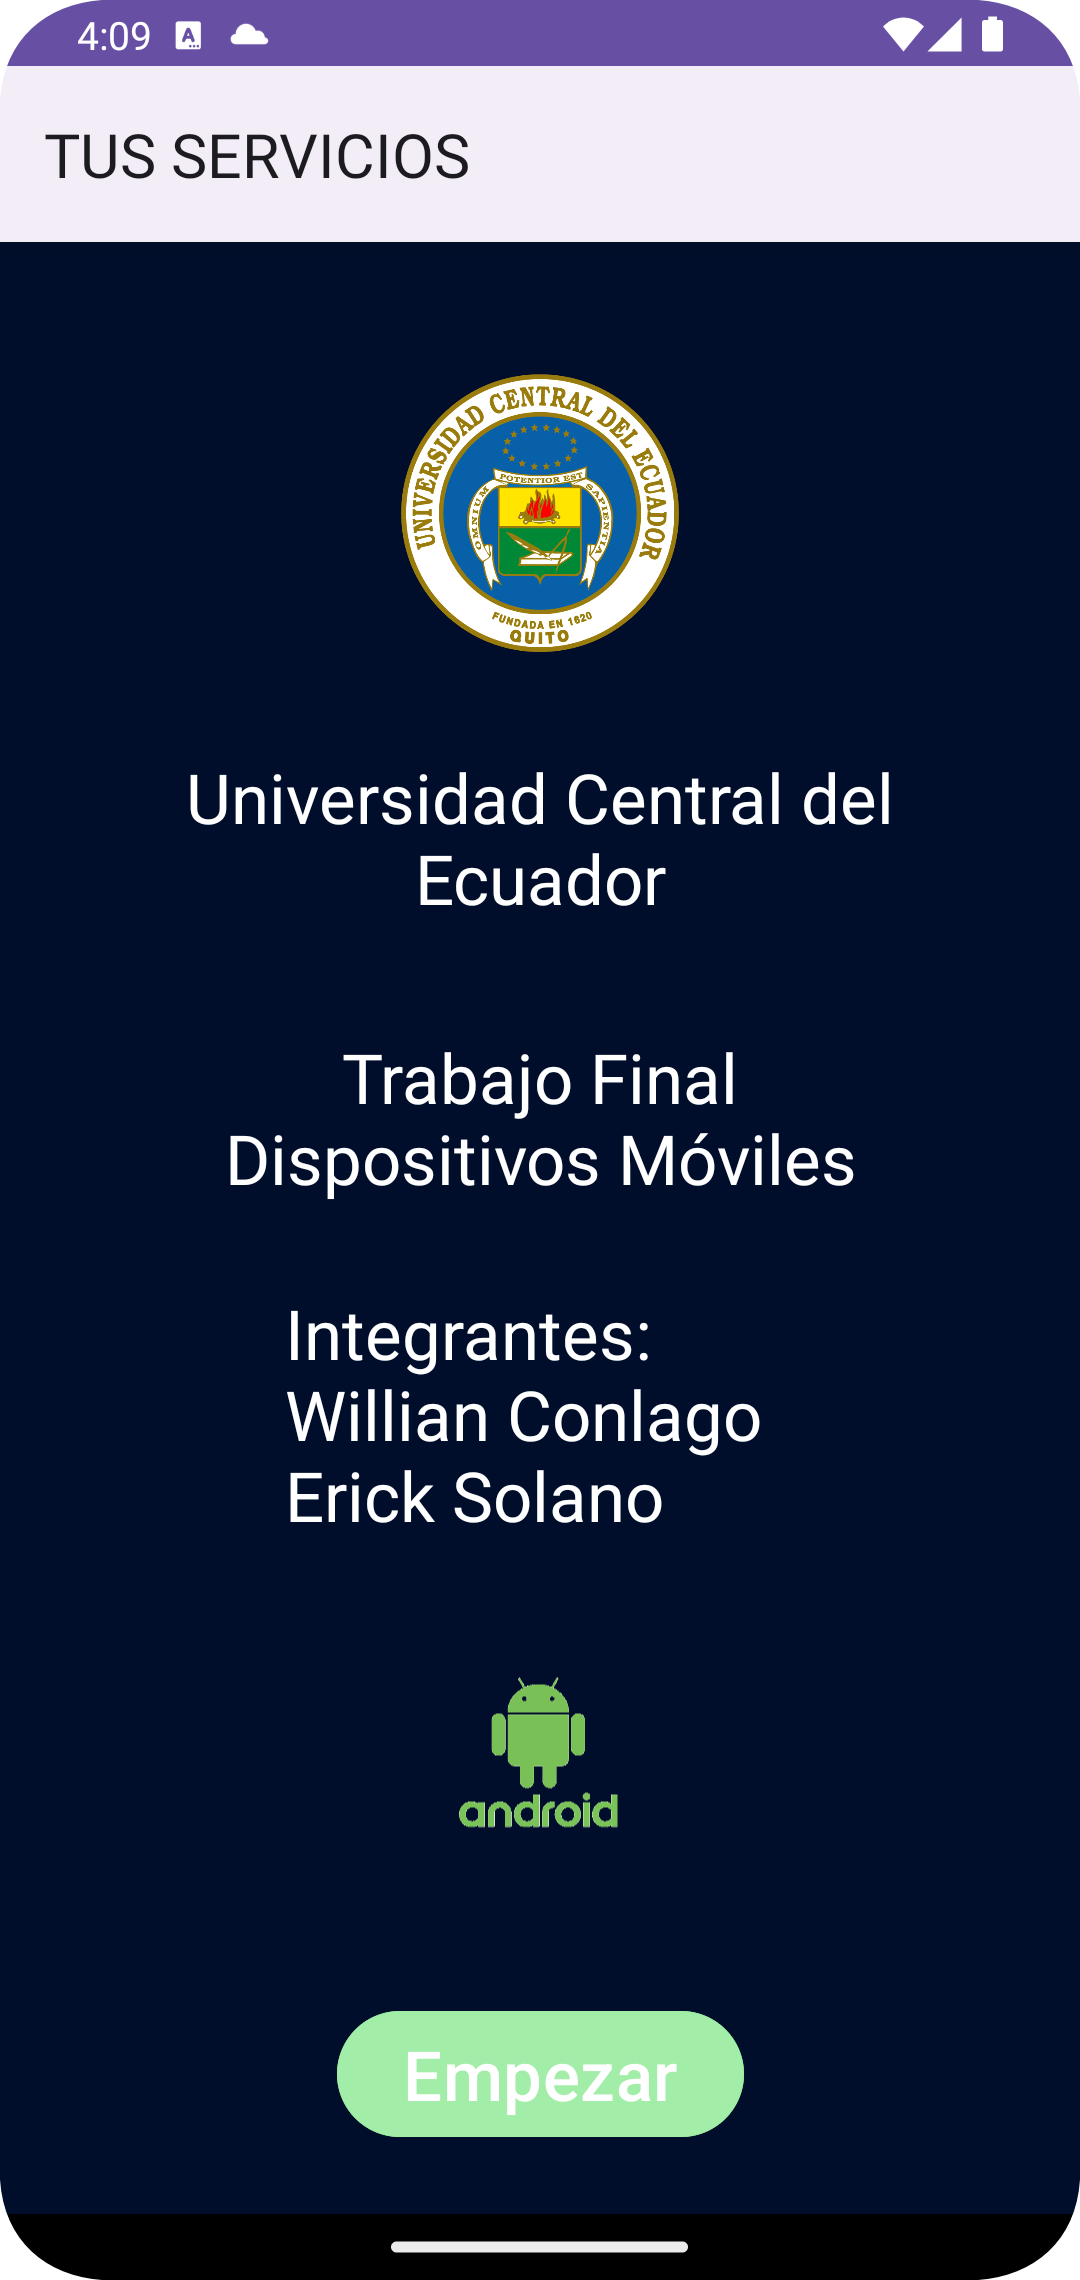 4:09
TUS SERVICIOS
UNIVERSIDAD CENTRAL DEL ECUADOR
OMNIUM POTENTIOR EST SAPIENTIA
FUNDADA EN 1620
QUITO
Universidad Central del
Ecuador
Trabajo Final
Dispositivos Móviles
Integrantes:
Willian Conlago
Erick Solano
android
Empezar